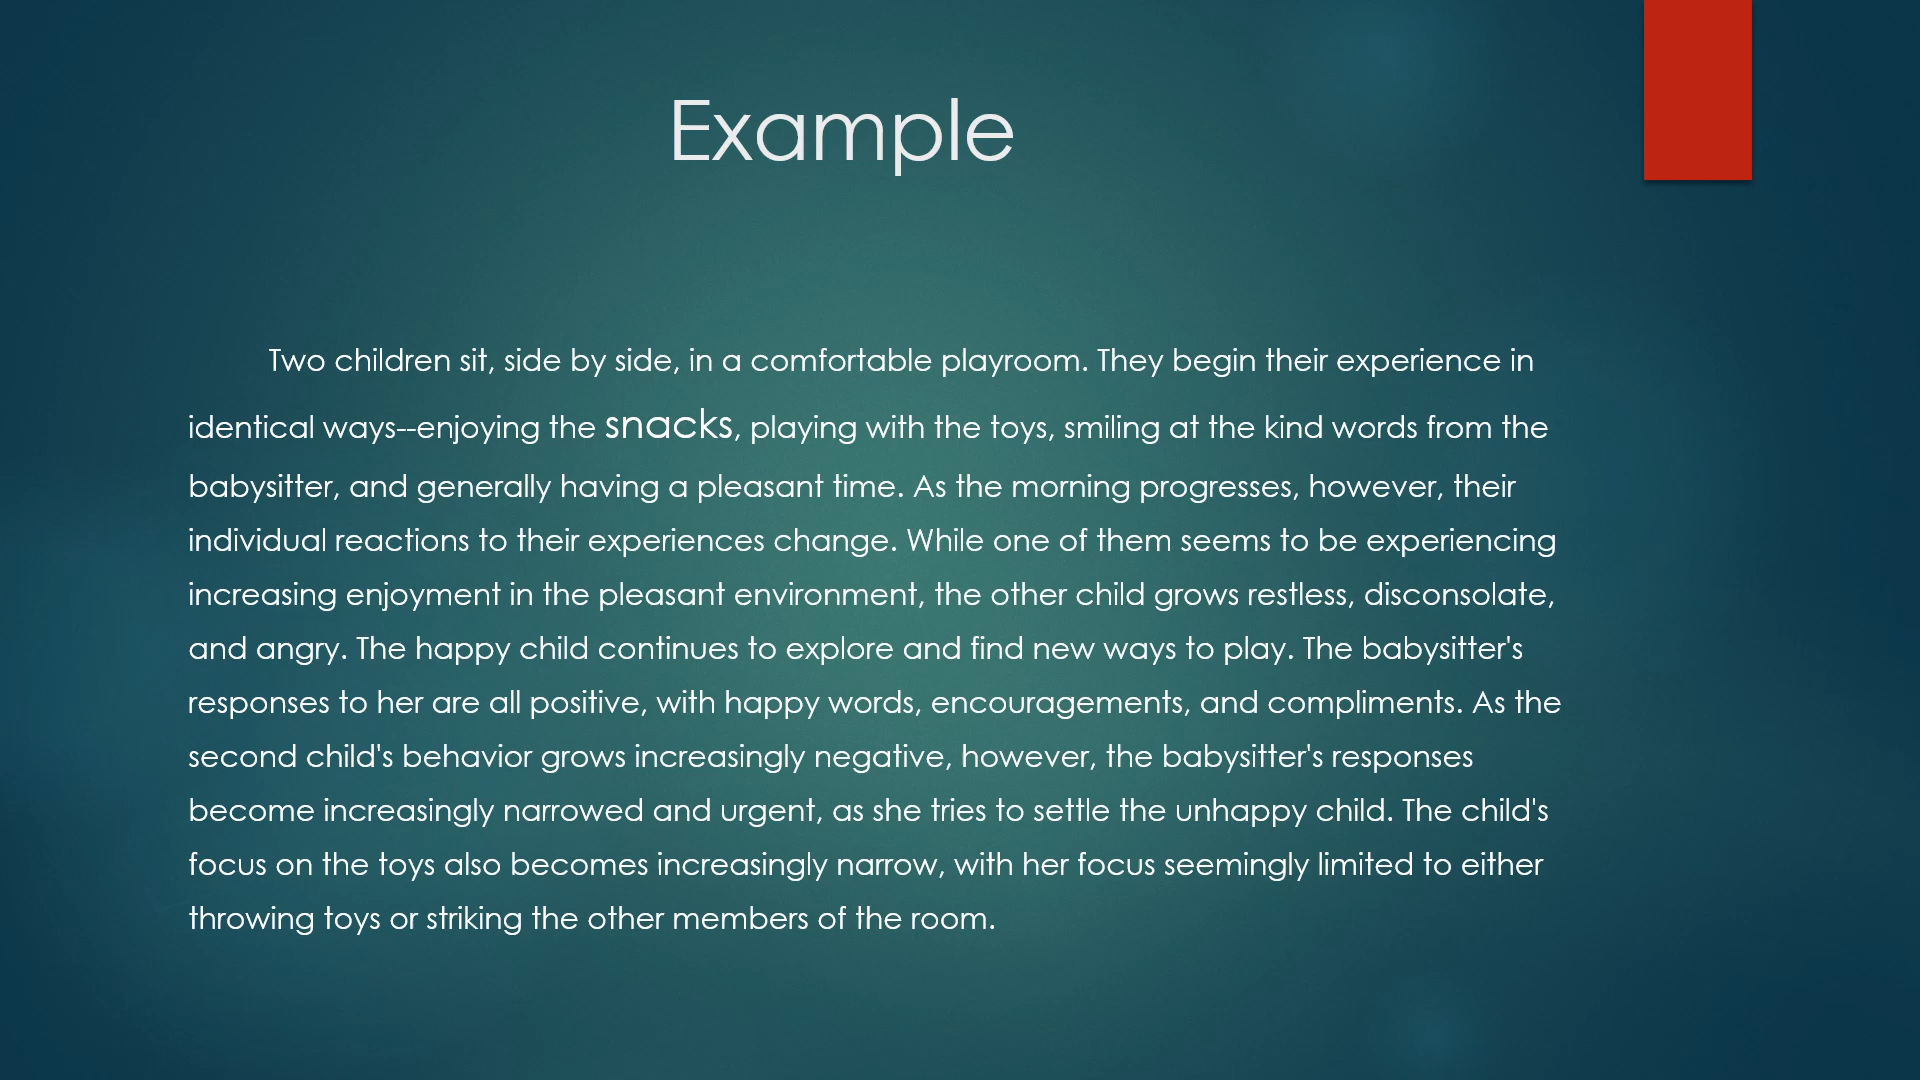 Example
Two children sit, side by side, in a comfortable playroom. They begin their experience in
identical ways--enjoying the snacks, playing with the toys, smiling at the kind words from the
babysitter, and generally having a pleasant time. As the morning progresses, however, their
individual reactions to their experiences change. While one of them seems to be experiencing
increasing enjoyment in the pleasant environment, the other child grows restless, disconsolate,
and angry. The happy child continues to explore and find new ways to play. The babysitter's
responses to her are all positive, with happy words, encouragements, and compliments. As the
second child's behavior grows increasingly negative, however, the babysitter's responses
become increasingly narrowed and urgent, as she tries to settle the unhappy child. The child's
focus on the toys also becomes increasingly narrow, with her focus seemingly limited to either
throwing toys or striking the other members of the room.